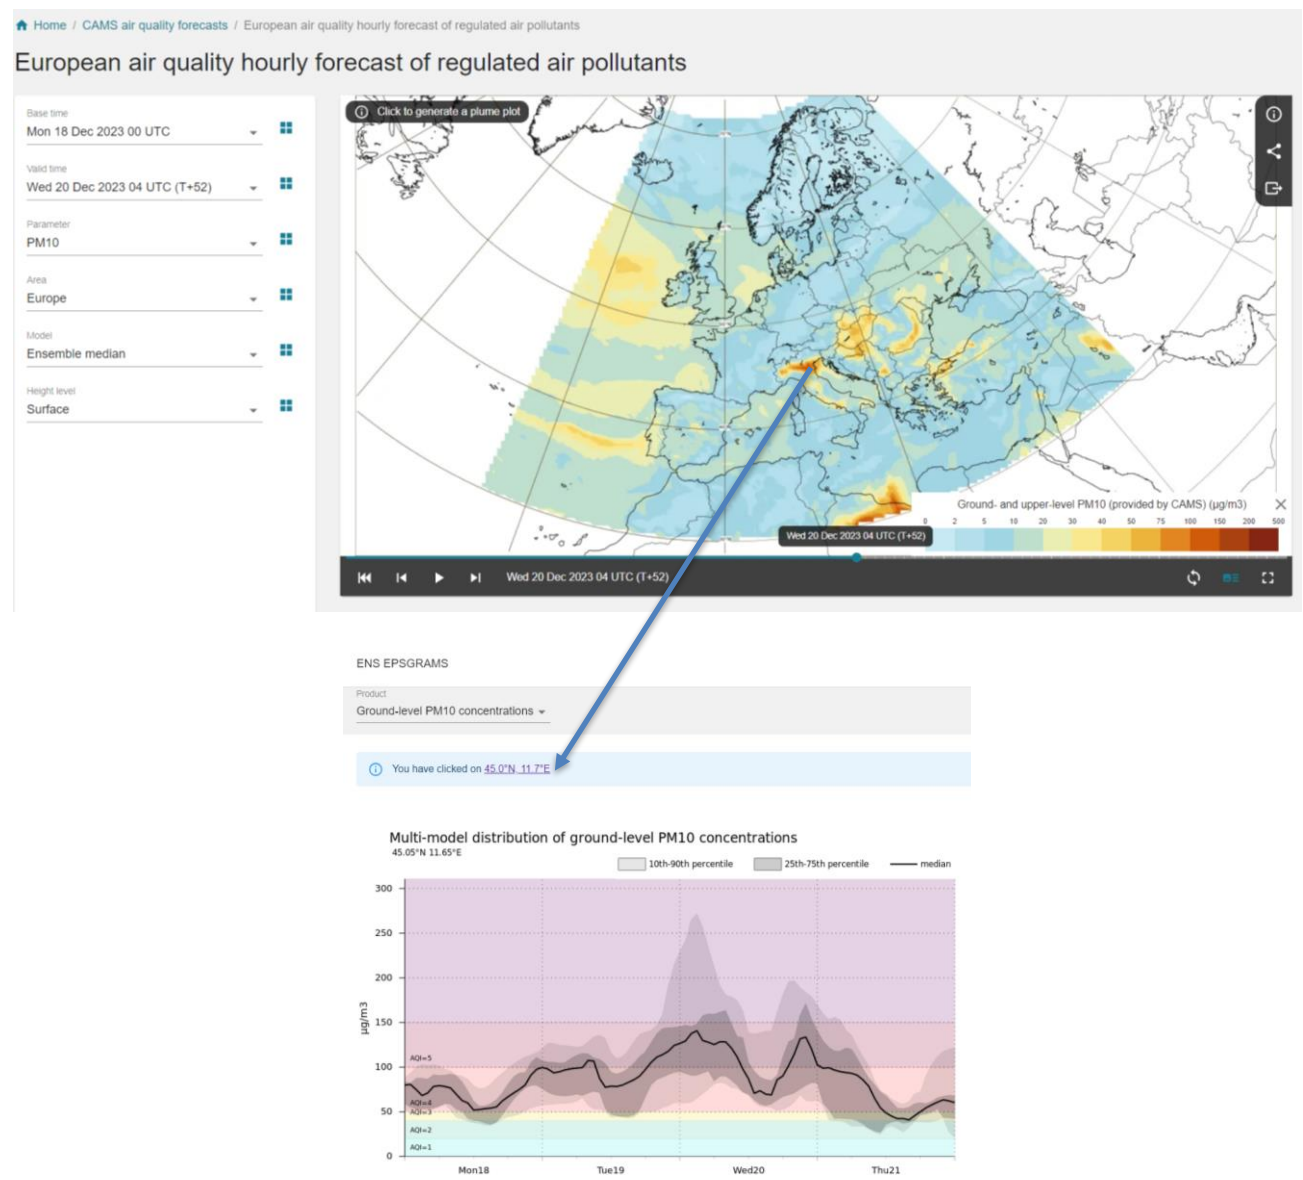 Home / CAMS air quality forecasts / European air quality hourly forecast of regulated air pollutants
European air quality hourly forecast of regulated air pollutants
Base time
Mon 18 Dec 2023 00 UTC
Valid time
Wed 20 Dec 2023 04 UTC (T+52)
Parameter
PM10
Area
Europe
Model
Ensemble median
Height level
Surface
Click to generate a plume plot
Ground- and upper-level PM10 (provided by CAMS) (µg/m3)
0 2 5 10 20 30 40 50 75 100 150 200 500
Wed 20 Dec 2023 04 UTC (T+52)
Wed 20 Dec 2023 04 UTC (T+52)
ENS EPSGRAMS
Product
Ground-level PM10 concentrations
You have clicked on 45.0°N, 11.7°E
Multi-model distribution of ground-level PM10 concentrations
45.05°N 11.65°E
10th-90th percentile 25th-75th percentile median
300
250
200
150
100
50
0
µg/m3
AQI=5
AQI=4
AQI=3
AQI=2
AQI=1
Mon18 Tue19 Wed20 Thu21